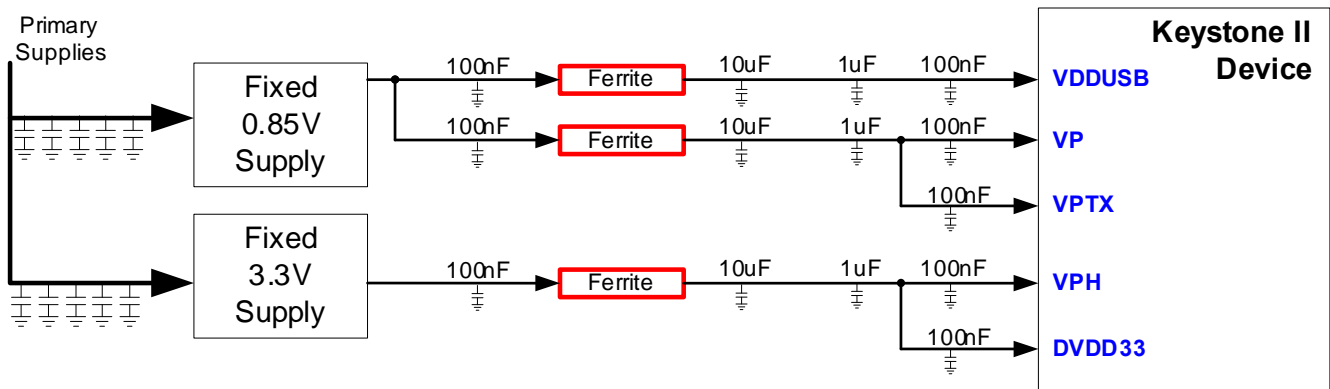 Primary
Supplies
Fixed
0.85V
Supply
100nF
Ferrite
10uF
1uF
100nF
VDDUSB
100nF
Ferrite
10uF
1uF
100nF
VP
100nF
VPTX
Fixed
3.3V
Supply
100nF
Ferrite
10uF
1uF
100nF
VPH
100nF
DVDD33
Keystone II
Device